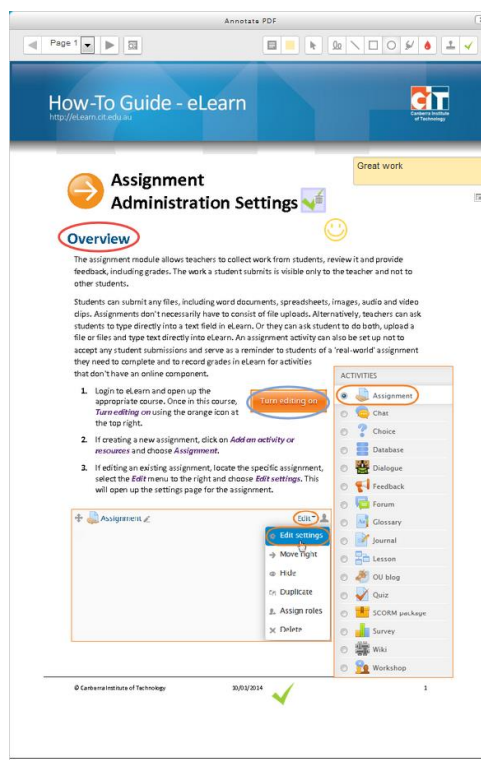 Annotate PDF
Page 1
How-To Guide - eLearn
http://eLearn.cit.edu.au
CIT
Canberra Institute
of Technology
Great work
Assignment
Administration Settings
Overview
The assignment module allows teachers to collect work from students, review it and provide
feedback, including grades. The work a student submits is visible only to the teacher and not to
other students.
Students can submit any files, including word documents, spreadsheets, images, audio and video
clips. Assignments don't necessarily have to consist of file uploads. Alternatively, teachers can ask
students to type directly into a text field in eLearn. Or they can ask student to do both, upload a
file or files and type text directly into eLearn. An assignment activity can also be set up not to
accept any student submissions and serve as a reminder to students of a 'real-world' assignment
they need to complete and to record grades in eLearn for activities
that don't have an online component.
1. Login to eLearn and open up the
appropriate course. Once in this course,
Turn editing on using the orange icon at
the top right.
Turn editing on
2. If creating a new assignment, click on Add an activity or
resources and choose Assignment.
3. If editing an existing assignment, locate the specific assignment,
select the Edit menu to the right and choose Edit settings. This
will open up the settings page for the assignment.
Assignment
Edit
Edit settings
Move right
Hide
Duplicate
Assign roles
Delete
ACTIVITIES
Assignment
Chat
Choice
Database
Dialogue
Feedback
Forum
Glossary
Journal
Lesson
OU blog
Quiz
SCORM package
Survey
Wiki
Workshop
© Canberra Institute of Technology 10/03/2014 1